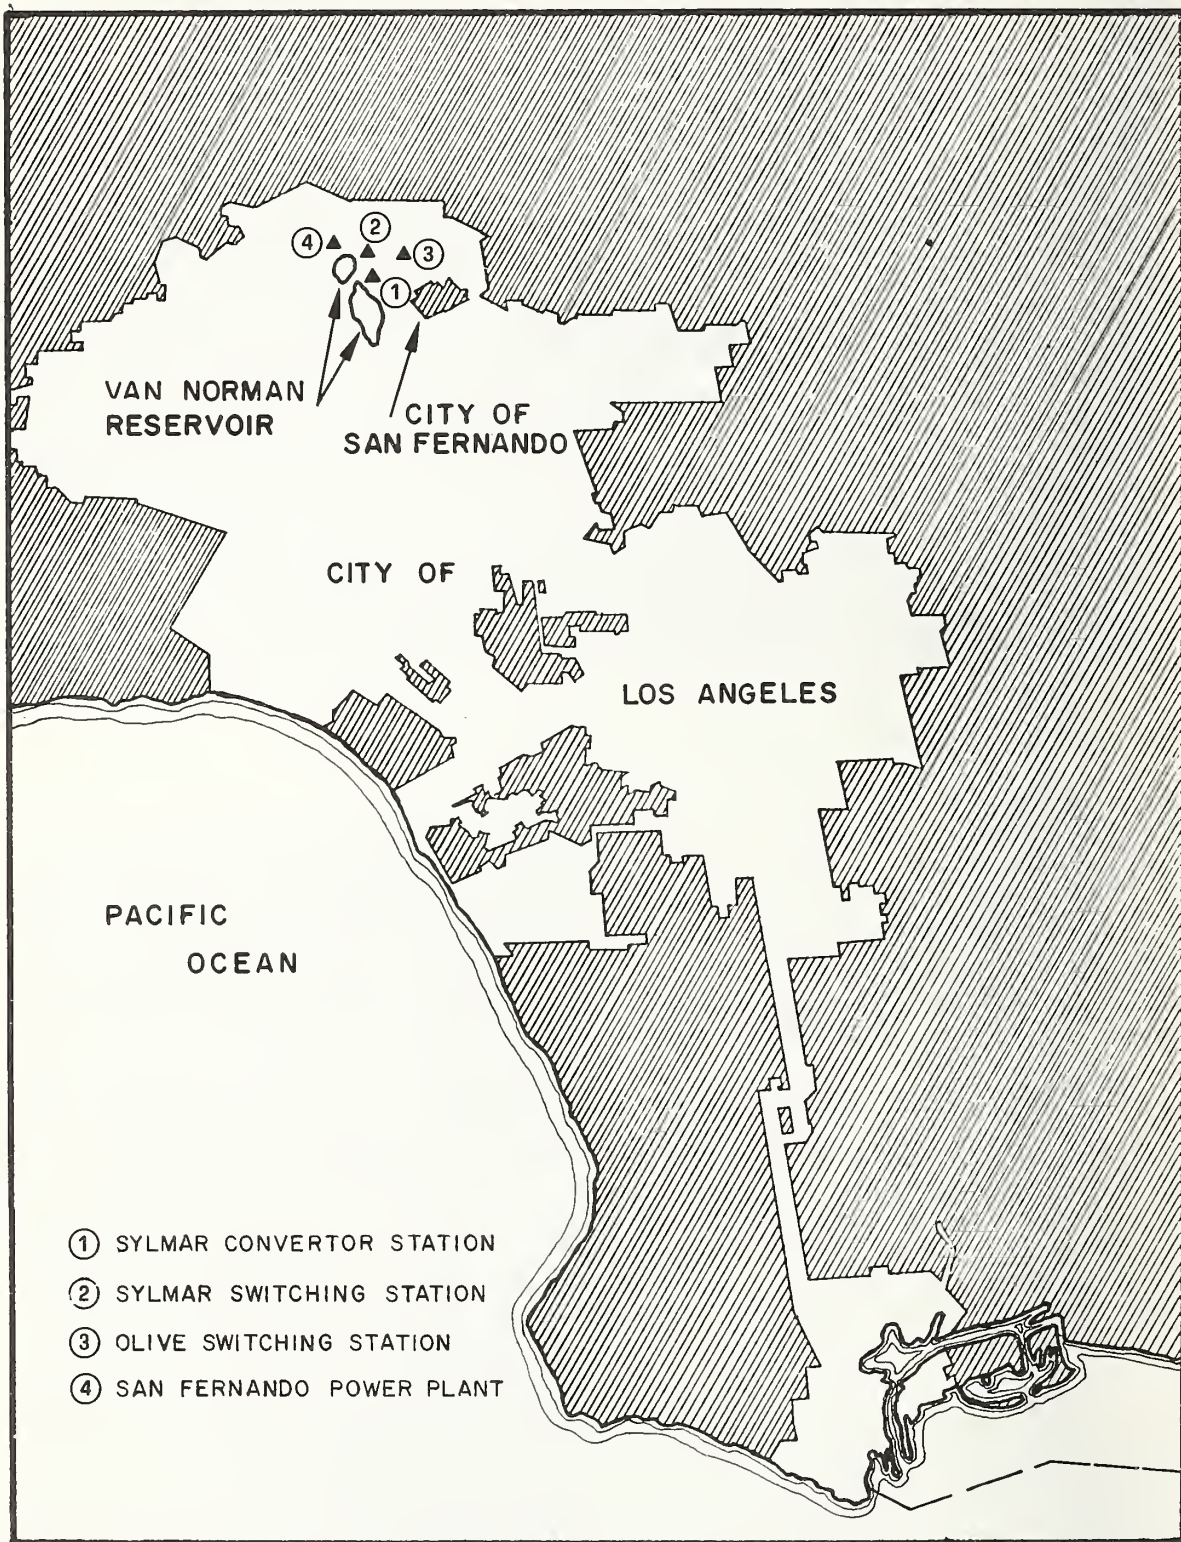 ④
②
③
①
VAN NORMAN
RESERVOIR
CITY OF
SAN FERNANDO
CITY OF
LOS ANGELES
PACIFIC
OCEAN
① SYLMAR CONVERTOR STATION
② SYLMAR SWITCHING STATION
③ OLIVE SWITCHING STATION
④ SAN FERNANDO POWER PLANT